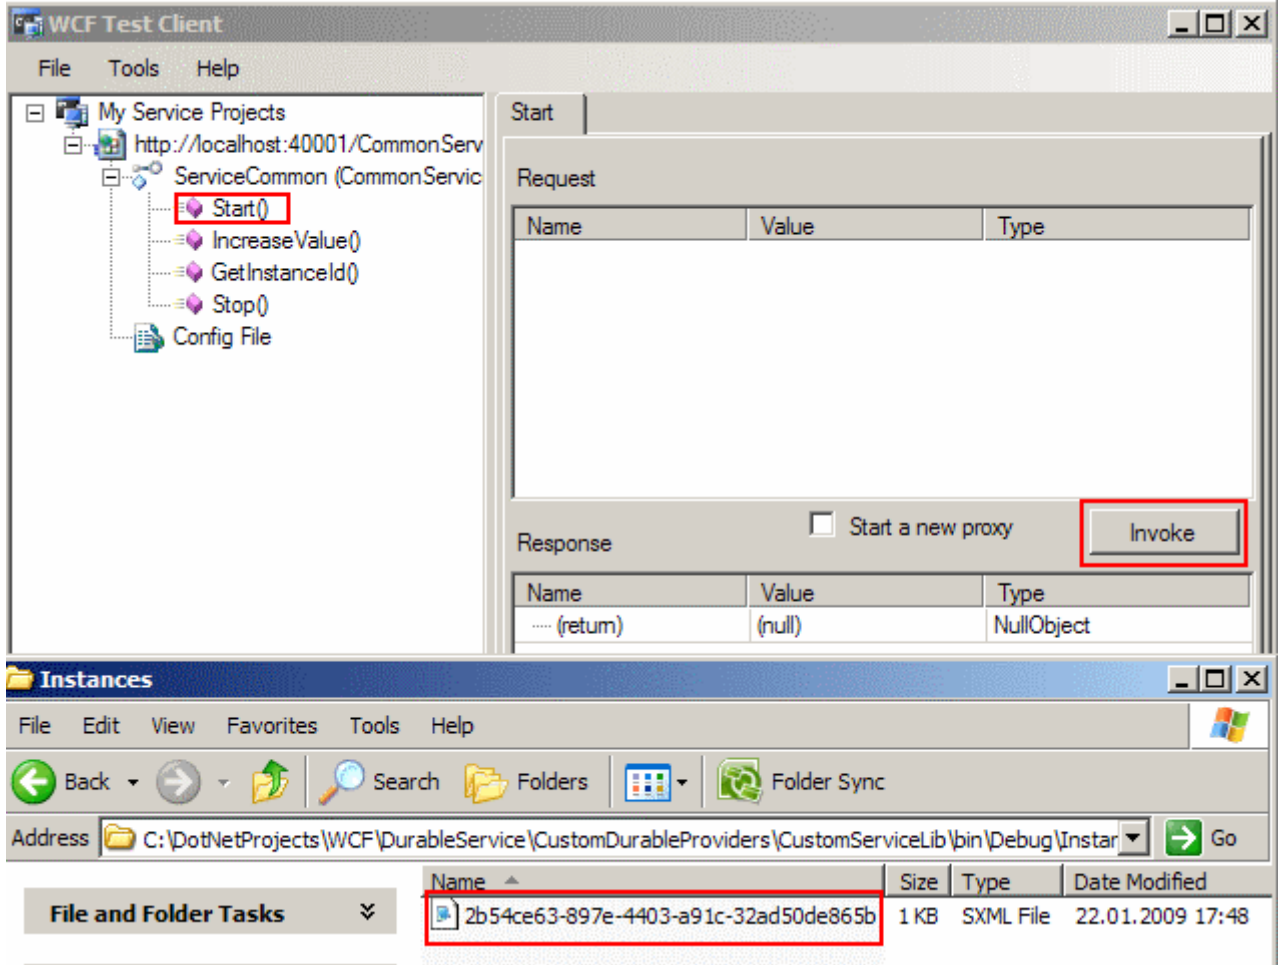 WCF Test Client
File Tools Help
My Service Projects
http://localhost:40001/CommonServ
ServiceCommon (CommonServic
Start()
IncreaseValue()
GetInstanceId()
Stop()
Config File
Start
Request
Name Value Type
Start a new proxy
Invoke
Response
Name Value Type
(return) (null) NullObject
Instances
File Edit View Favorites Tools Help
Back Search Folders Folder Sync
Address C:\DotNetProjects\WCF\DurableService\CustomDurableProviders\CustomServiceLib\bin\Debug\Instar Go
Name Size Type Date Modified
File and Folder Tasks
2b54ce63-897e-4403-a91c-32ad50de865b 1 KB SXML File 22.01.2009 17:48